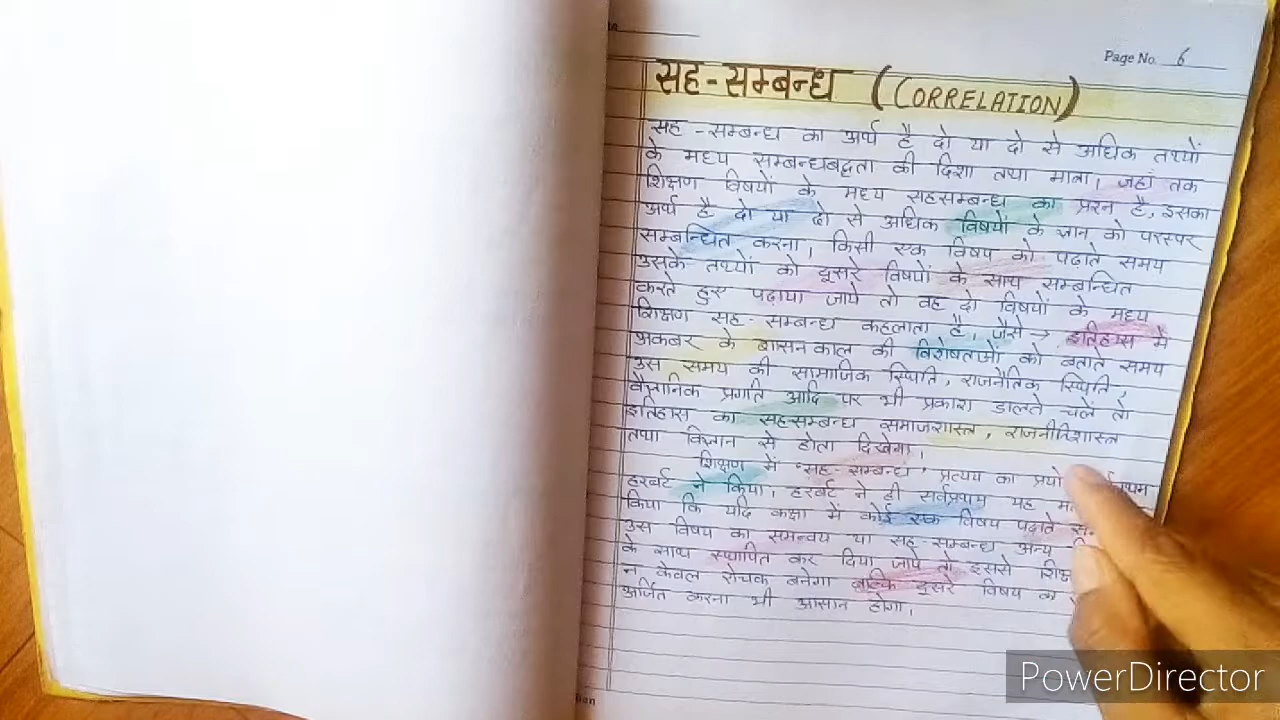 Page No. 6
सह-सम्बन्ध (CORRELATION)
सह-सम्बन्ध का अर्थ है दो या दो से अधिक तथ्यों
के मध्य सम्बन्धबद्धता की दिशा तथा मात्रा। जहाँ तक
शिक्षण विषयों के मध्य सहसम्बन्ध का प्रश्न है, इसका
अर्थ है दो या दो से अधिक विषयों के ज्ञान को परस्पर
सम्बन्धित करना। किसी एक विषय को पढ़ाते समय
उसके तथ्यों को दूसरे विषयों के साथ सम्बन्धित
करते हुए पढ़ाया जाये तो वह दो विषयों के मध्य
शिक्षण सह-सम्बन्ध कहलाता है, जैसे → इतिहास में
अकबर के शासनकाल की विशेषताओं को बताते समय
उस समय की सामाजिक स्थिति, राजनैतिक स्थिति,
वैज्ञानिक प्रगति आदि पर भी प्रकाश डालते चलें तो
इतिहास का सहसम्बन्ध समाजशास्त्र, राजनीतिशास्त्र
तथा विज्ञान से होता दिखेगा।
शिक्षण में 'सह-सम्बन्ध' प्रत्यय का
हरबर्ट ने किया। हरबर्ट ने ही सर्वप्रथम यह
किया कि यदि कक्षा में कोई एक विषय पढ़ाते
उस विषय का समन्वय या सह-सम्बन्ध अन्य
के साथ स्थापित कर दिया जाये तो इससे
न केवल रोचक बनेगा बल्कि दूसरे विषय का
अर्जित करना भी आसान होगा।
PowerDirector